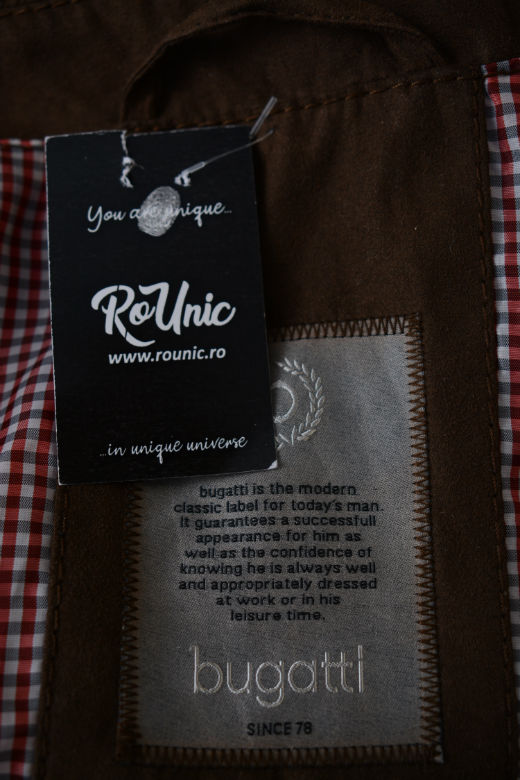 You are unique...
RoUnic
www.rounic.ro
...in unique universe
bugatti is the modern
classic label for today's man.
It guarantees a successfull
appearance for him as
well as the confidence of
knowing he is always well
and appropriately dressed
at work or in his
leisure time.
bugatti
SINCE 78